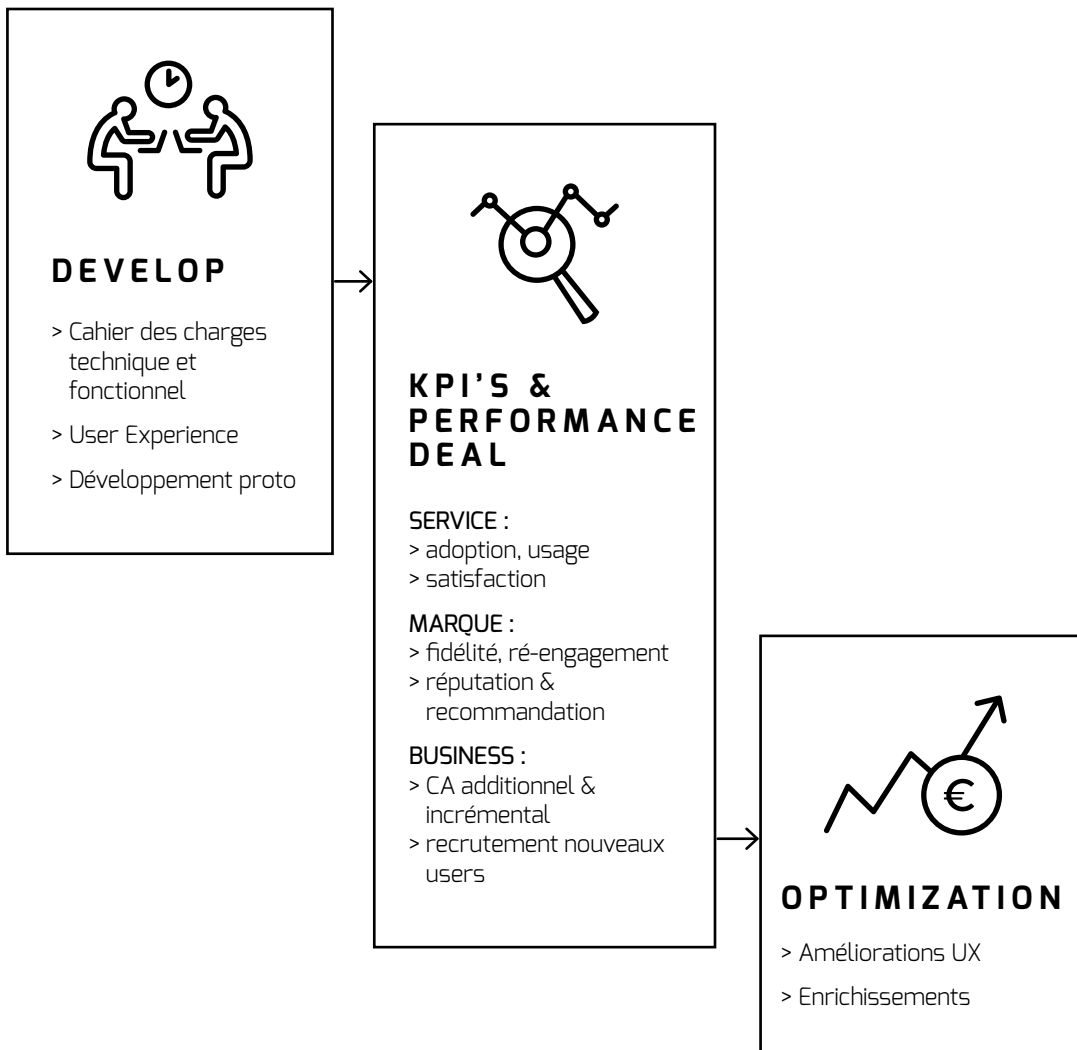 DEVELOP
> Cahier des charges
technique et
fonctionnel
> User Experience
> Développement proto
KPI'S &
PERFORMANCE
DEAL
SERVICE :
> adoption, usage
> satisfaction
MARQUE :
> fidélité, ré-engagement
> réputation &
recommandation
BUSINESS :
> CA additionnel &
incrémental
> recrutement nouveaux
users
€
OPTIMIZATION
> Améliorations UX
> Enrichissements